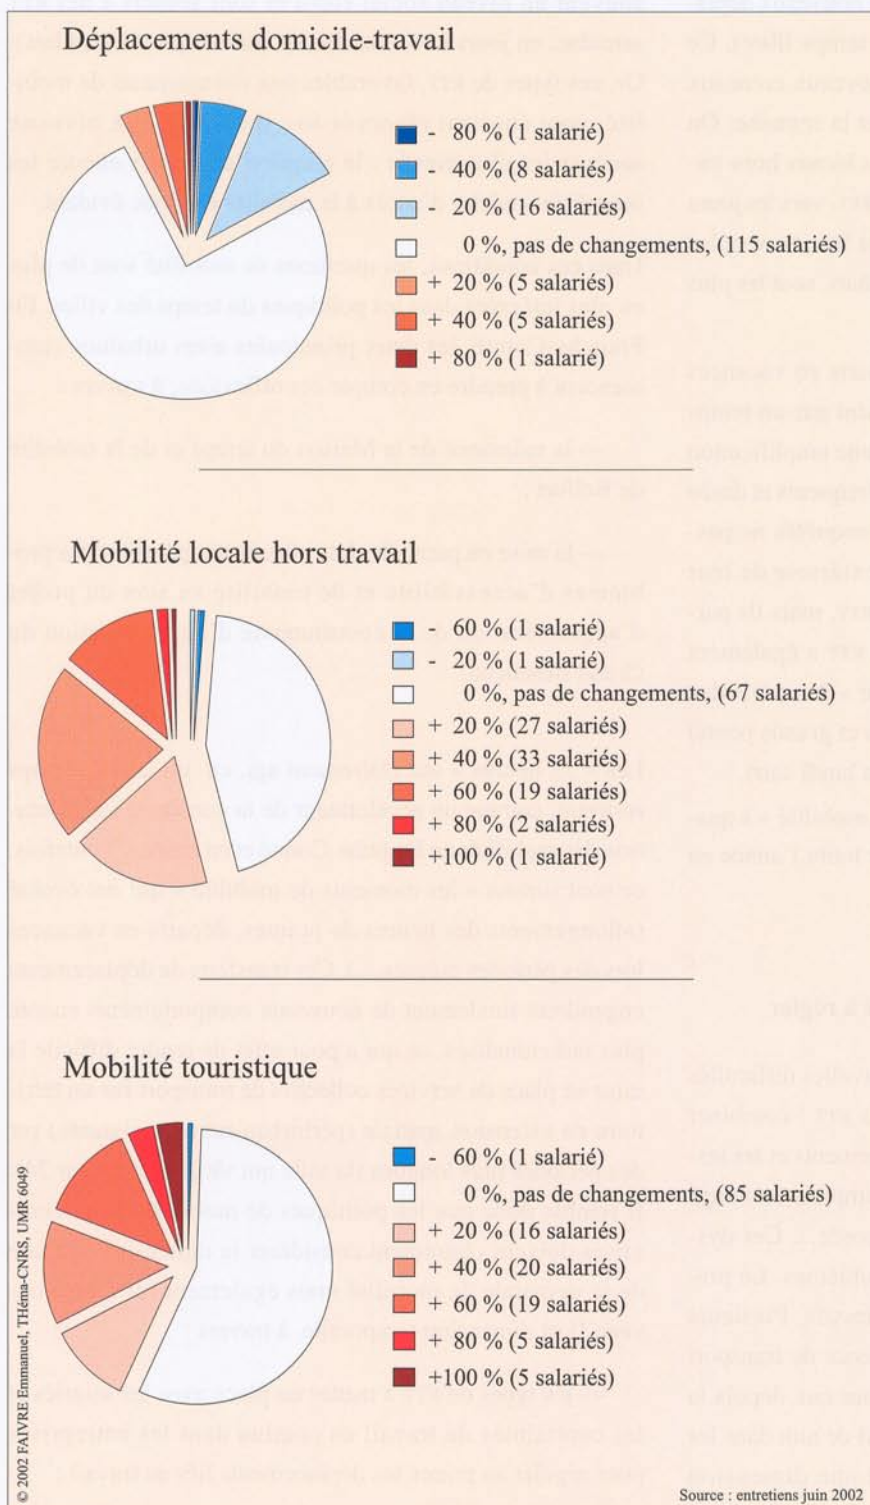 Déplacements domicile-travail
- 80 % (1 salarié)
- 40 % (8 salariés)
- 20 % (16 salariés)
0 %, pas de changements, (115 salariés)
+ 20 % (5 salariés)
+ 40 % (5 salariés)
+ 80 % (1 salarié)
Mobilité locale hors travail
- 60 % (1 salarié)
- 20 % (1 salarié)
0 %, pas de changements, (67 salariés)
+ 20 % (27 salariés)
+ 40 % (33 salariés)
+ 60 % (19 salariés)
+ 80 % (2 salariés)
+100 % (1 salarié)
Mobilité touristique
- 60 % (1 salarié)
0 %, pas de changements, (85 salariés)
+ 20 % (16 salariés)
+ 40 % (20 salariés)
+ 60 % (19 salariés)
+ 80 % (5 salariés)
+100 % (5 salariés)
© 2002 FAIVRE Emmanuel, THéma-CNRS, UMR 6049
Source : entretiens juin 2002